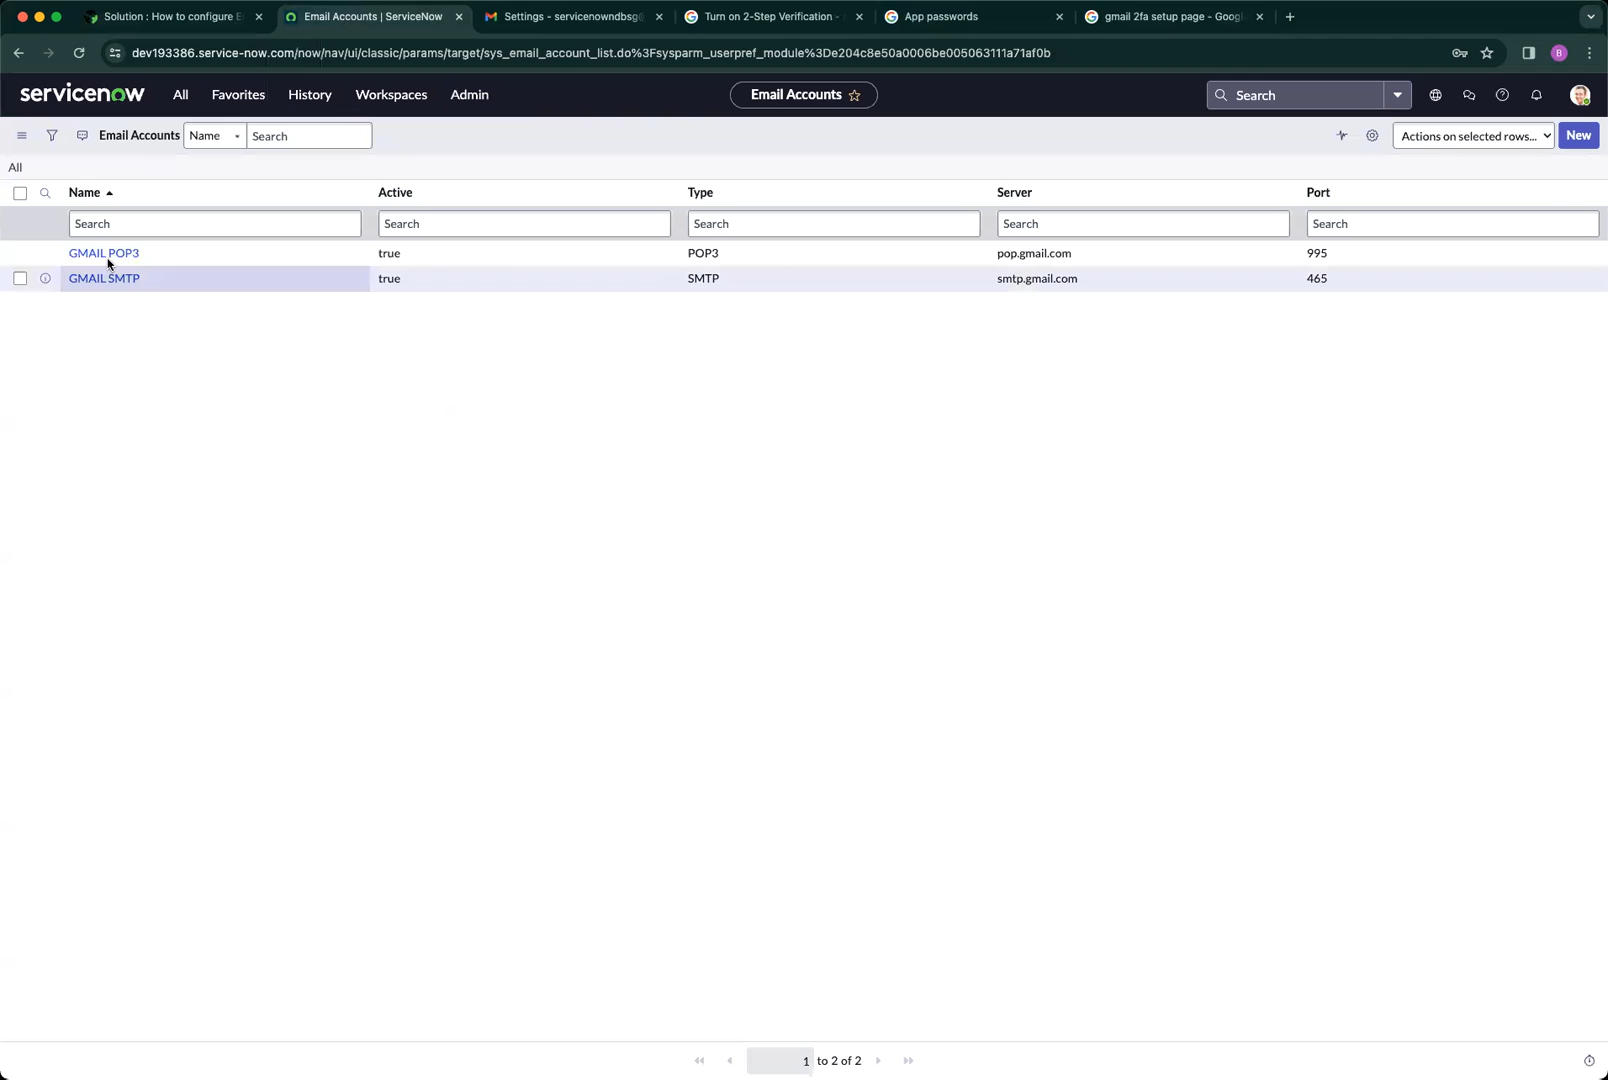 Solution : How to configure E
Email Accounts | ServiceNow
Settings - servicenowndbsg@
Turn on 2-Step Verification -
App passwords
gmail 2fa setup page - Googl
dev193386.service-now.com/now/nav/ui/classic/params/target/sys_email_account_list.do%3Fsysparm_userpref_module%3De204c8e50a0006be005063111a71af0b
B
servicenow
All
Favorites
History
Workspaces
Admin
Email Accounts
Search
Email Accounts
Name
Search
Actions on selected rows...
New
All
Name
Active
Type
Server
Port
Search
Search
Search
Search
Search
GMAIL POP3
true
POP3
pop.gmail.com
995
GMAIL SMTP
true
SMTP
smtp.gmail.com
465
1
to 2 of 2